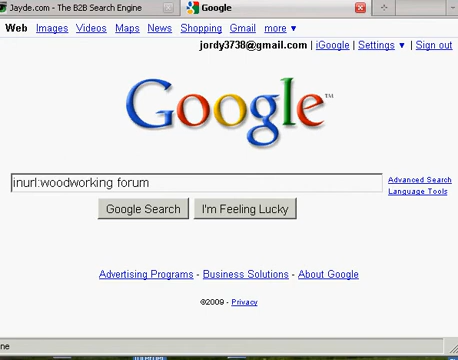 Jayde.com - The B2B Search Engine Google
Web Images Videos Maps News Shopping Gmail more ▼
jordy3738@gmail.com | iGoogle | Settings ▼ | Sign out
Google™
inurl:woodworking forum
Advanced Search
Language Tools
Google Search I'm Feeling Lucky
Advertising Programs - Business Solutions - About Google
©2009 - Privacy
ne